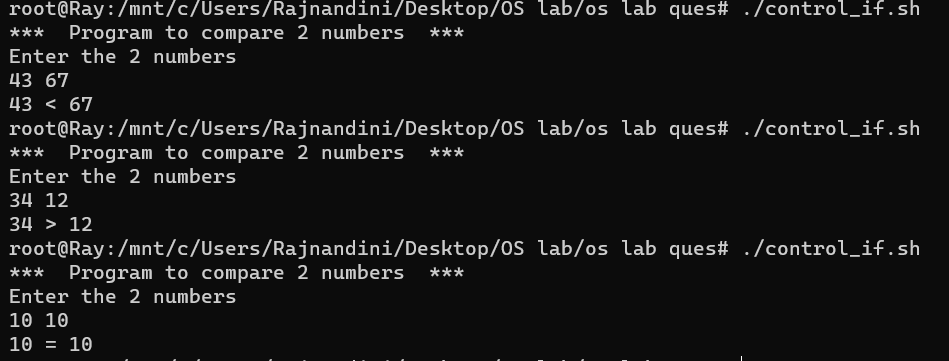 root@Ray:/mnt/c/Users/Rajnandini/Desktop/OS lab/os lab ques# ./control_if.sh
***  Program to compare 2 numbers  ***
Enter the 2 numbers
43 67
43 < 67
root@Ray:/mnt/c/Users/Rajnandini/Desktop/OS lab/os lab ques# ./control_if.sh
***  Program to compare 2 numbers  ***
Enter the 2 numbers
34 12
34 > 12
root@Ray:/mnt/c/Users/Rajnandini/Desktop/OS lab/os lab ques# ./control_if.sh
***  Program to compare 2 numbers  ***
Enter the 2 numbers
10 10
10 = 10